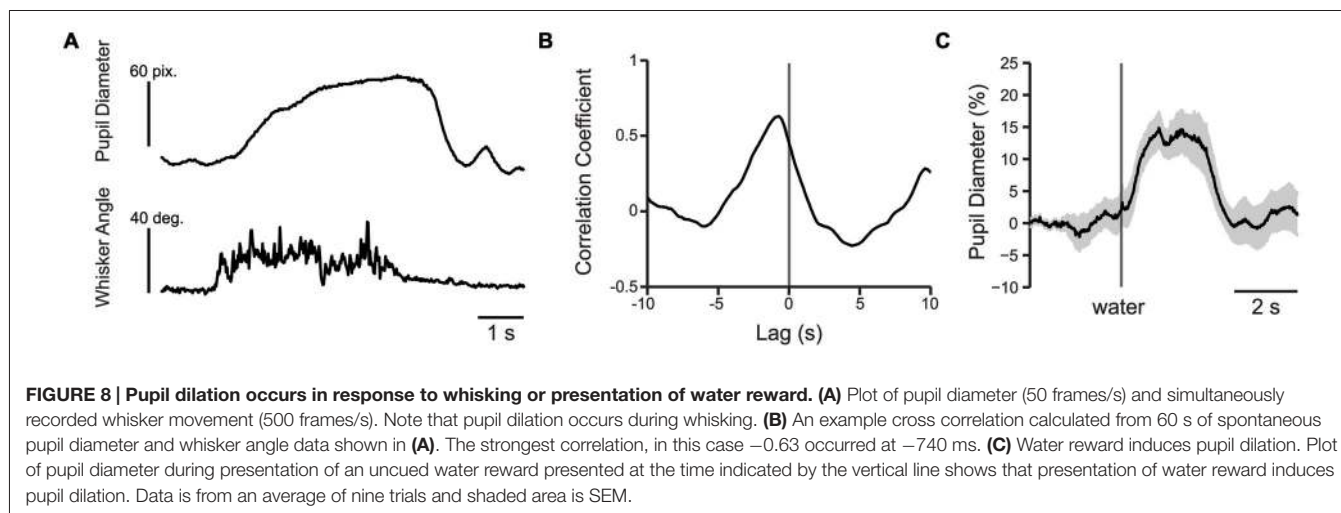 A
60 pix.
Pupil Diameter
40 deg.
Whisker Angle
1 s
B
1
0.5
0
-0.5
Correlation Coefficient
-10
-5
0
5
10
Lag (s)
C
25
20
15
10
5
0
−5
−10
Pupil Diameter (%)
water
2 s
FIGURE 8 | Pupil dilation occurs in response to whisking or presentation of water reward. (A) Plot of pupil diameter (50 frames/s) and simultaneously
recorded whisker movement (500 frames/s). Note that pupil dilation occurs during whisking. (B) An example cross correlation calculated from 60 s of spontaneous
pupil diameter and whisker angle data shown in (A). The strongest correlation, in this case −0.63 occurred at −740 ms. (C) Water reward induces pupil dilation. Plot
of pupil diameter during presentation of an uncued water reward presented at the time indicated by the vertical line shows that presentation of water reward induces
pupil dilation. Data is from an average of nine trials and shaded area is SEM.